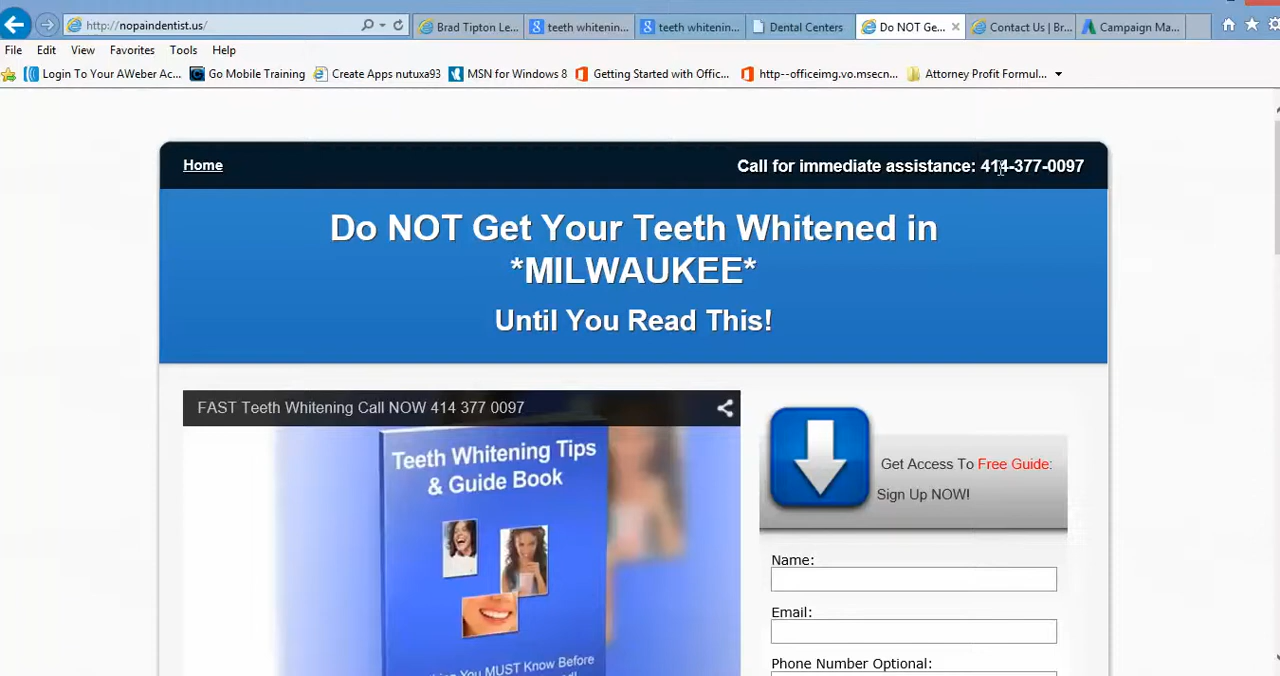 http://nopaindentist.us/
Brad Tipton Le...
teeth whitenin...
teeth whitenin...
Dental Centers
Do NOT Ge...
Contact Us | Br...
Campaign Ma...
File Edit View Favorites Tools Help
Login To Your AWeber Ac...
Go Mobile Training
Create Apps nutuxa93
MSN for Windows 8
Getting Started with Offic...
http--officeimg.vo.msecn...
Attorney Profit Formul...
Home
Call for immediate assistance: 414-377-0097
Do NOT Get Your Teeth Whitened in
*MILWAUKEE*
Until You Read This!
FAST Teeth Whitening Call NOW 414 377 0097
Teeth Whitening Tips
& Guide Book
You MUST Know Before
Get Access To Free Guide:
Sign Up NOW!
Name:
Email:
Phone Number Optional: